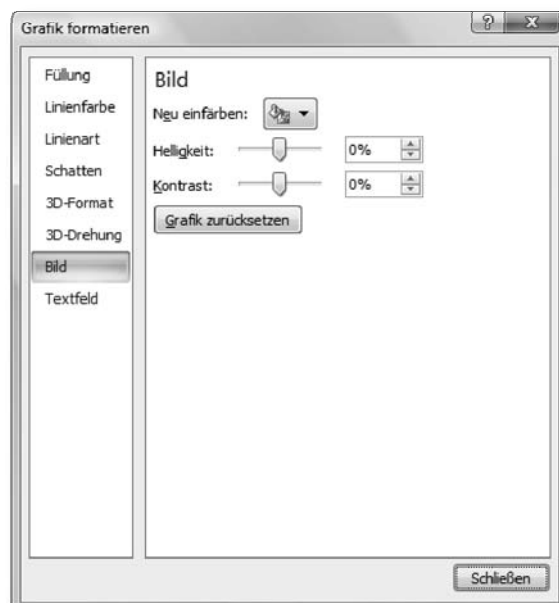 Grafik formatieren
Füllung
Linienfarbe
Linienart
Schatten
3D-Format
3D-Drehung
Bild
Textfeld
Bild
Neu einfärben:
Helligkeit: 0%
Kontrast: 0%
Grafik zurücksetzen
Schließen